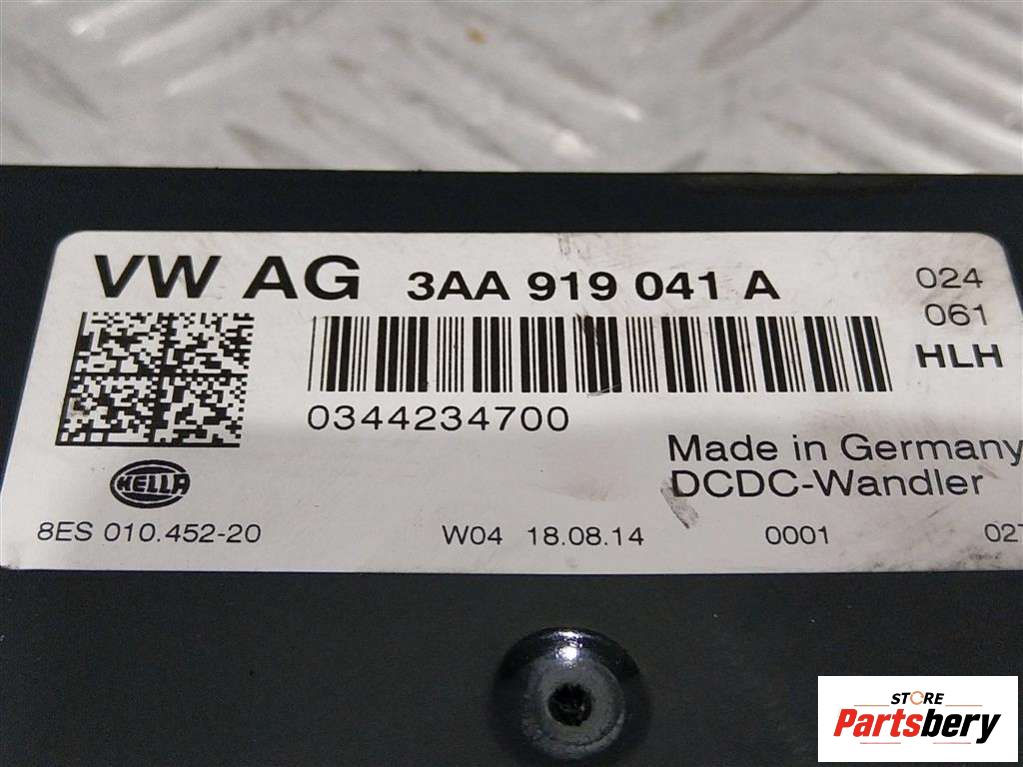 VW AG 3AA 919 041 A
024
061
HLH
0344234700
Made in Germany
DCDC-Wandler
HELLA
8ES 010.452-20 W04 18.08.14 0001 027
STORE
Partsbery